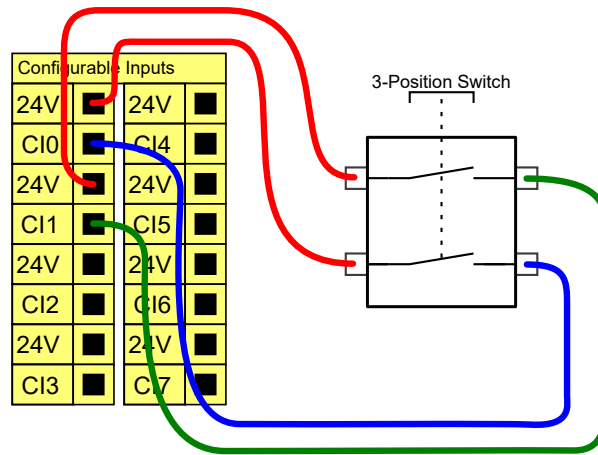 Configurable Inputs
3-Position Switch
24V 24V
CI0 CI4
24V 24V
CI1 CI5
24V 24V
CI2 CI6
24V 24V
CI3 CI7